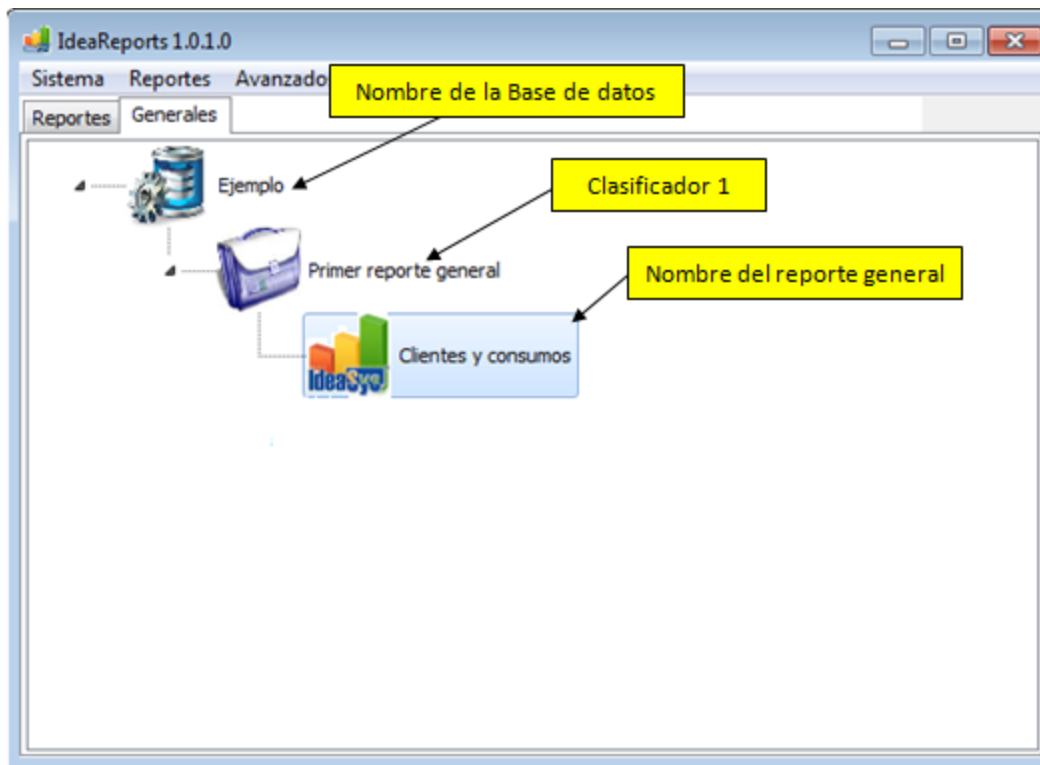 IdeaReports 1.0.1.0
Sistema Reportes Avanzado
Nombre de la Base de datos
Reportes Generales
Ejemplo
Clasificador 1
Primer reporte general
Nombre del reporte general
Clientes y consumos
IdeaSys